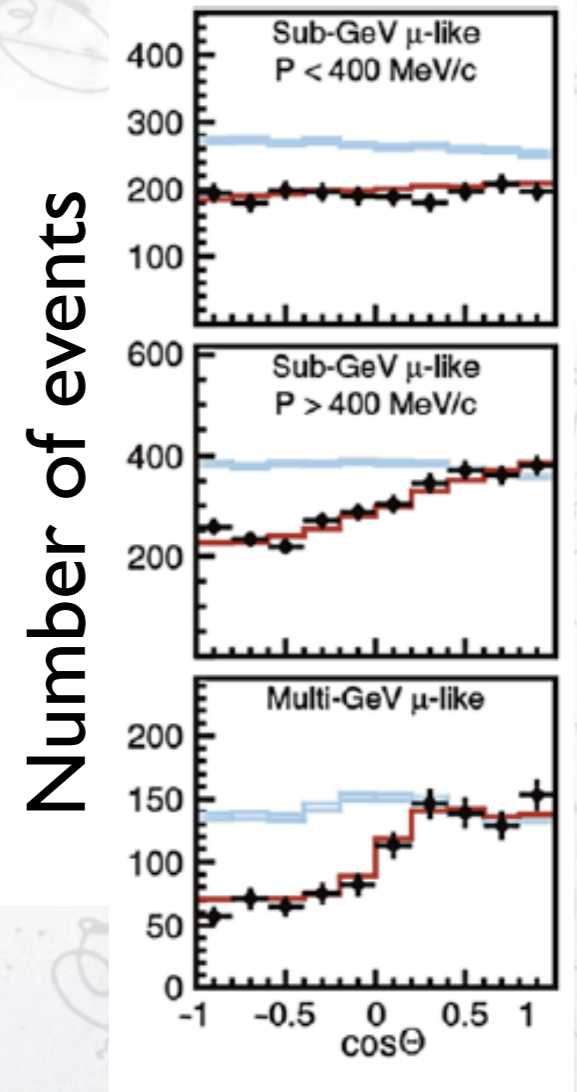 Number of events
Sub-GeV μ-like
P < 400 MeV/c
400
300
200
100
Sub-GeV μ-like
P > 400 MeV/c
600
400
200
Multi-GeV μ-like
200
150
100
50
0
-1 -0.5 0 0.5 1
cosΘ